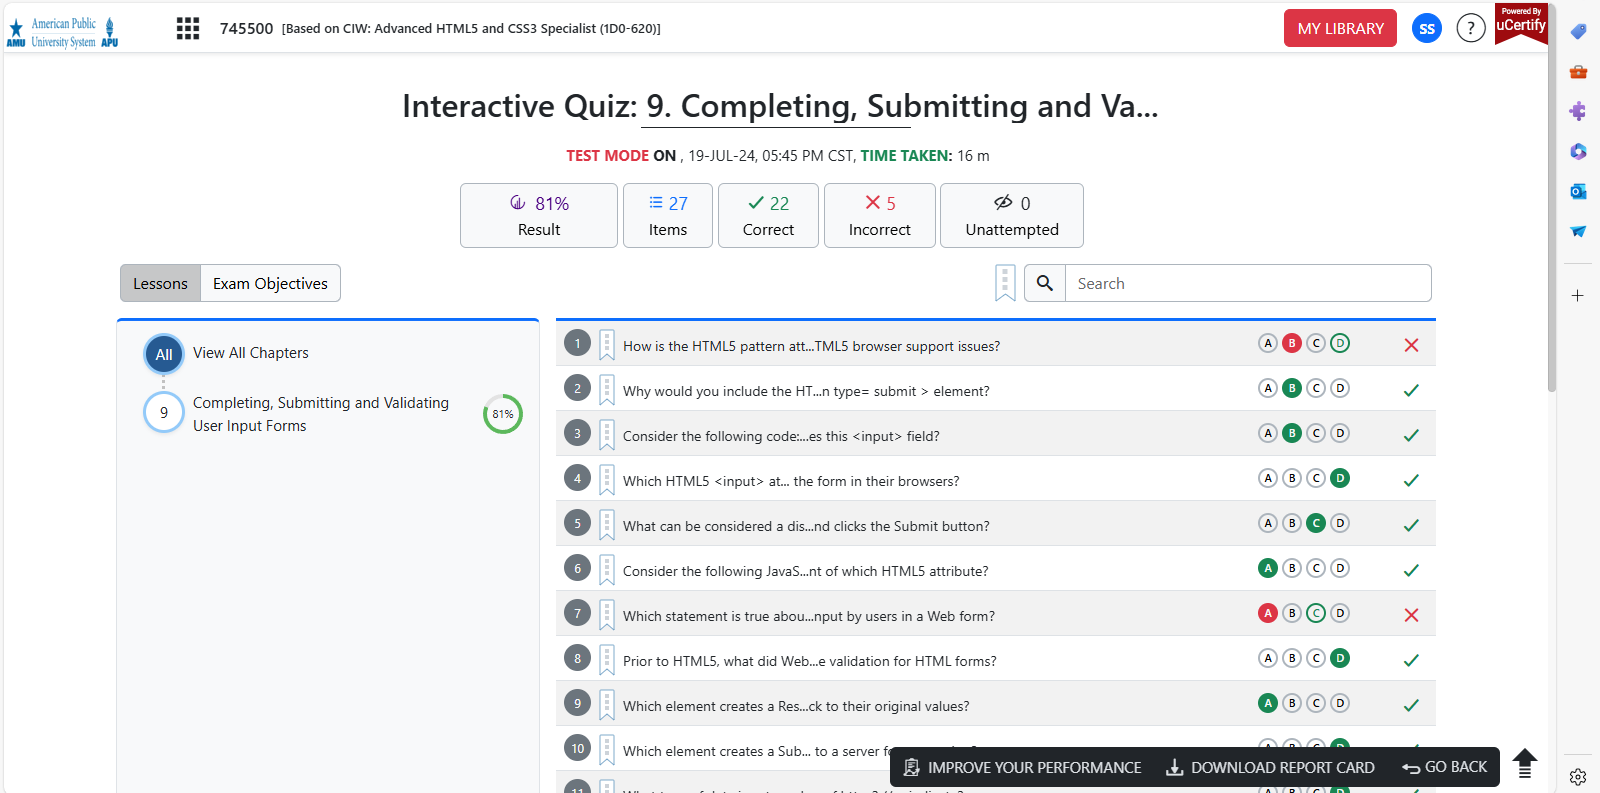 American Public
University System
AMU
APU
745500 [Based on CIW: Advanced HTML5 and CSS3 Specialist (1D0-620)]
MY LIBRARY
SS
?
Powered By
uCertify
Interactive Quiz: 9. Completing, Submitting and Va...
TEST MODE ON , 19-JUL-24, 05:45 PM CST, TIME TAKEN: 16 m
81%
Result
27
Items
22
Correct
5
Incorrect
0
Unattempted
Lessons
Exam Objectives
Search
All
View All Chapters
9
Completing, Submitting and Validating
User Input Forms
81%
1 How is the HTML5 pattern att...TML5 browser support issues? A B C D
2 Why would you include the HT...n type= submit > element? A B C D
3 Consider the following code:...es this <input> field? A B C D
4 Which HTML5 <input> at... the form in their browsers? A B C D
5 What can be considered a dis...nd clicks the Submit button? A B C D
6 Consider the following JavaS...nt of which HTML5 attribute? A B C D
7 Which statement is true abou...nput by users in a Web form? A B C D
8 Prior to HTML5, what did Web...e validation for HTML forms? A B C D
9 Which element creates a Res...ck to their original values? A B C D
10 Which element creates a Sub... to a server fo
IMPROVE YOUR PERFORMANCE
DOWNLOAD REPORT CARD
GO BACK
11